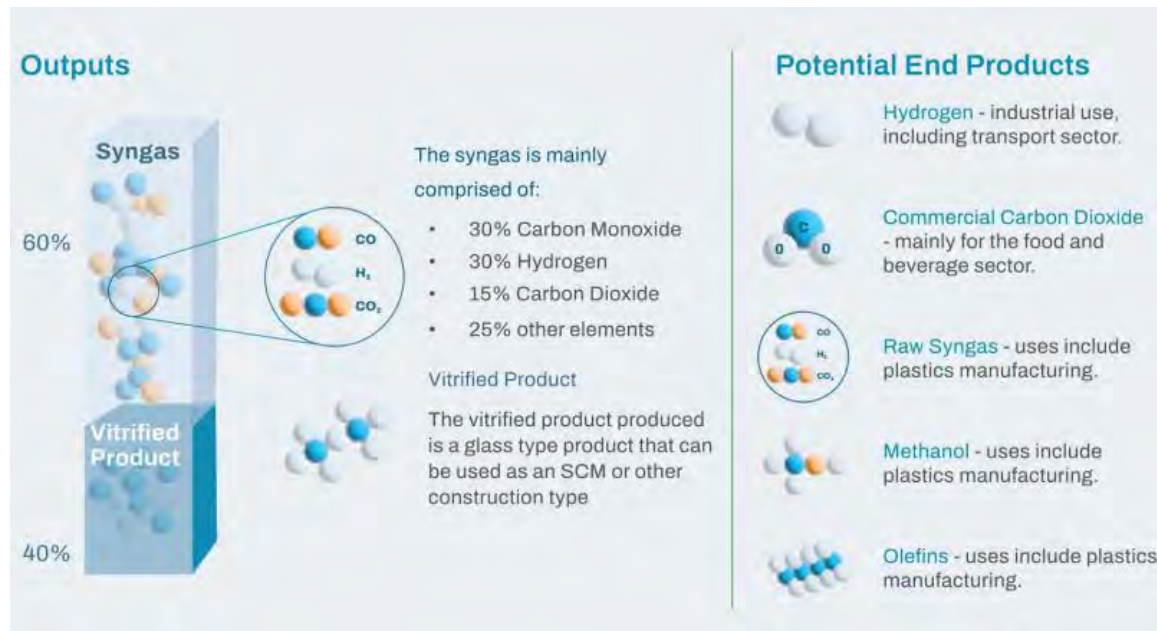 Outputs
Syngas
60%
Vitrified
Product
40%
CO
H₂
CO₂
The syngas is mainly
comprised of:
• 30% Carbon Monoxide
• 30% Hydrogen
• 15% Carbon Dioxide
• 25% other elements
Vitrified Product
The vitrified product produced
is a glass type product that can
be used as an SCM or other
construction type
Potential End Products
Hydrogen - industrial use,
including transport sector.
C
O O
Commercial Carbon Dioxide
- mainly for the food and
beverage sector.
CO
H₂
CO₂
Raw Syngas - uses include
plastics manufacturing.
Methanol - uses include
plastics manufacturing.
Olefins - uses include plastics
manufacturing.